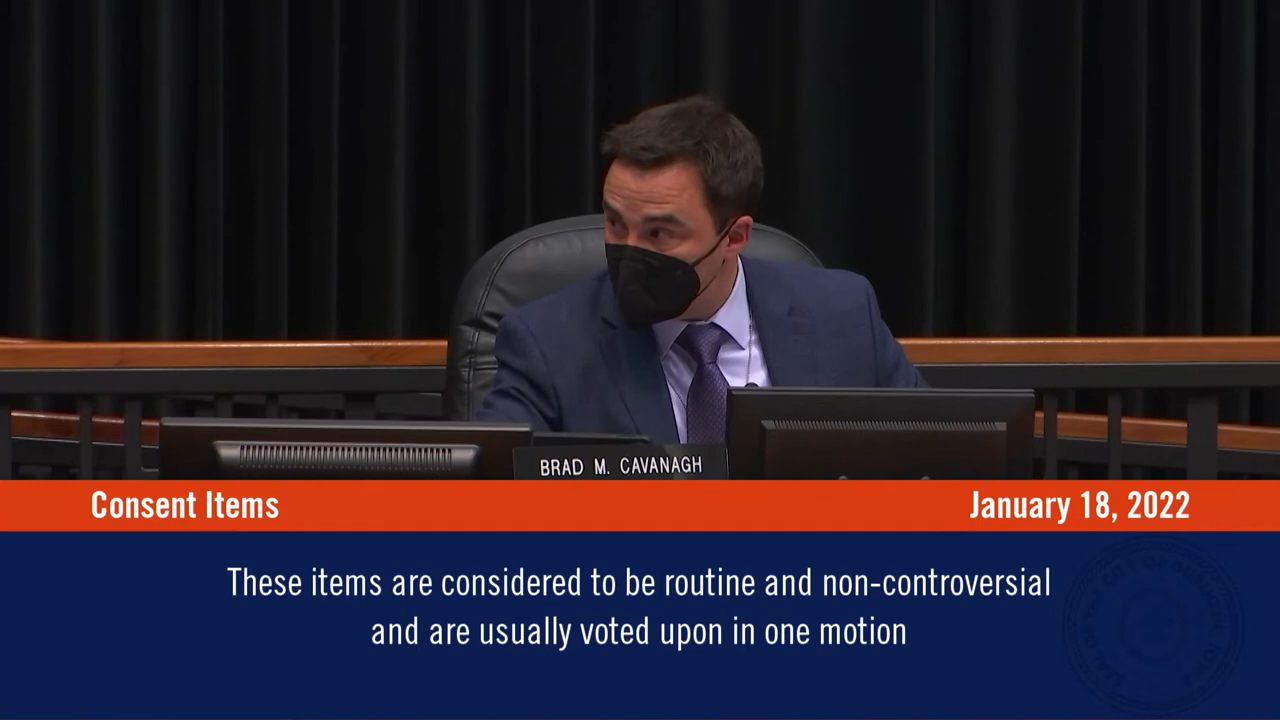 BRAD M. CAVANAGH
Consent Items
January 18, 2022
These items are considered to be routine and non-controversial
and are usually voted upon in one motion